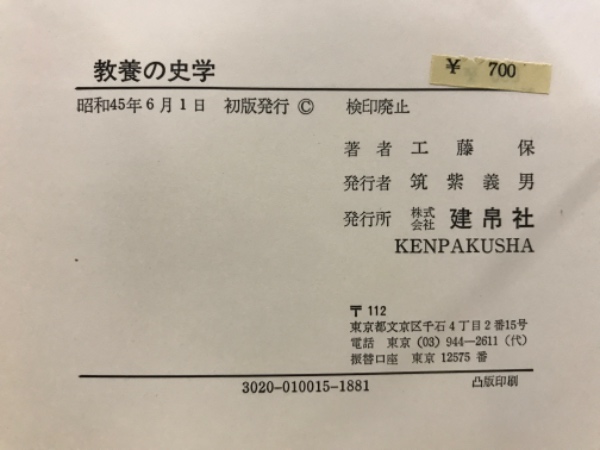 教養の史学
¥ 700
昭和45年6月1日 初版発行 © 検印廃止
著者 工藤保
発行者 筑紫義男
発行所 株式会社 建帛社
KENPAKUSHA
〒112
東京都文京区千石4丁目2番15号
電話 東京 (03) 944―2611 (代)
振替口座 東京 12575 番
3020-010015-1881 凸版印刷